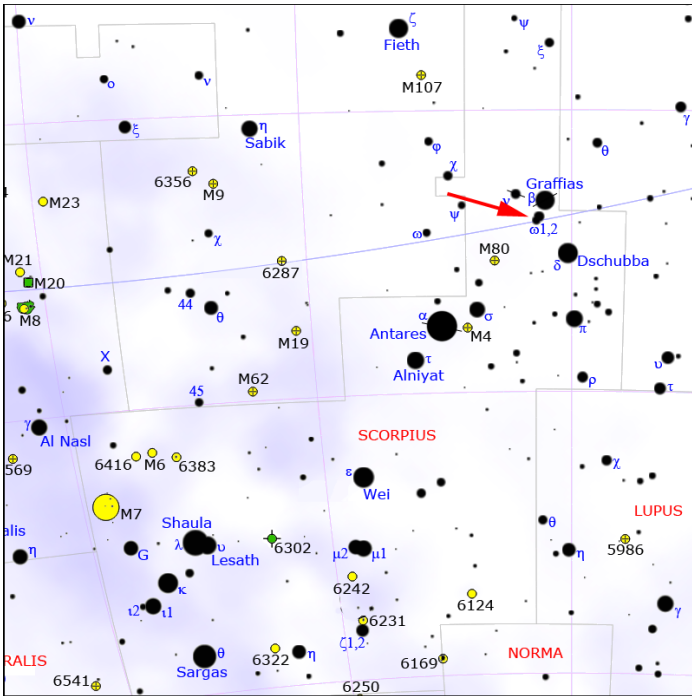 ν
ζ
ψ
Fieth
ξ
ο
ν
M107
γ
ξ
η
Sabik
φ
θ
6356
M9
χ
M23
ν
Graffias
β
ψ
ω1,2
χ
ω
M21
6287
M80
δ
Dschubba
M20
44
θ
α
σ
6
M8
Antares
M4
π
M19
X
τ
Alniyat
υ
M62
ρ
τ
45
γ
Al Nasl
SCORPIUS
569
6416
M6
6383
ε
χ
Wei
M7
Shaula
θ
LUPUS
alis
λ
υ
6302
5986
η
G
Lesath
μ2
μ1
η
κ
6242
ι2
ι1
6124
6231
γ
ζ1,2
θ
6322
η
RALIS
Sargas
6169
NORMA
6541
6250